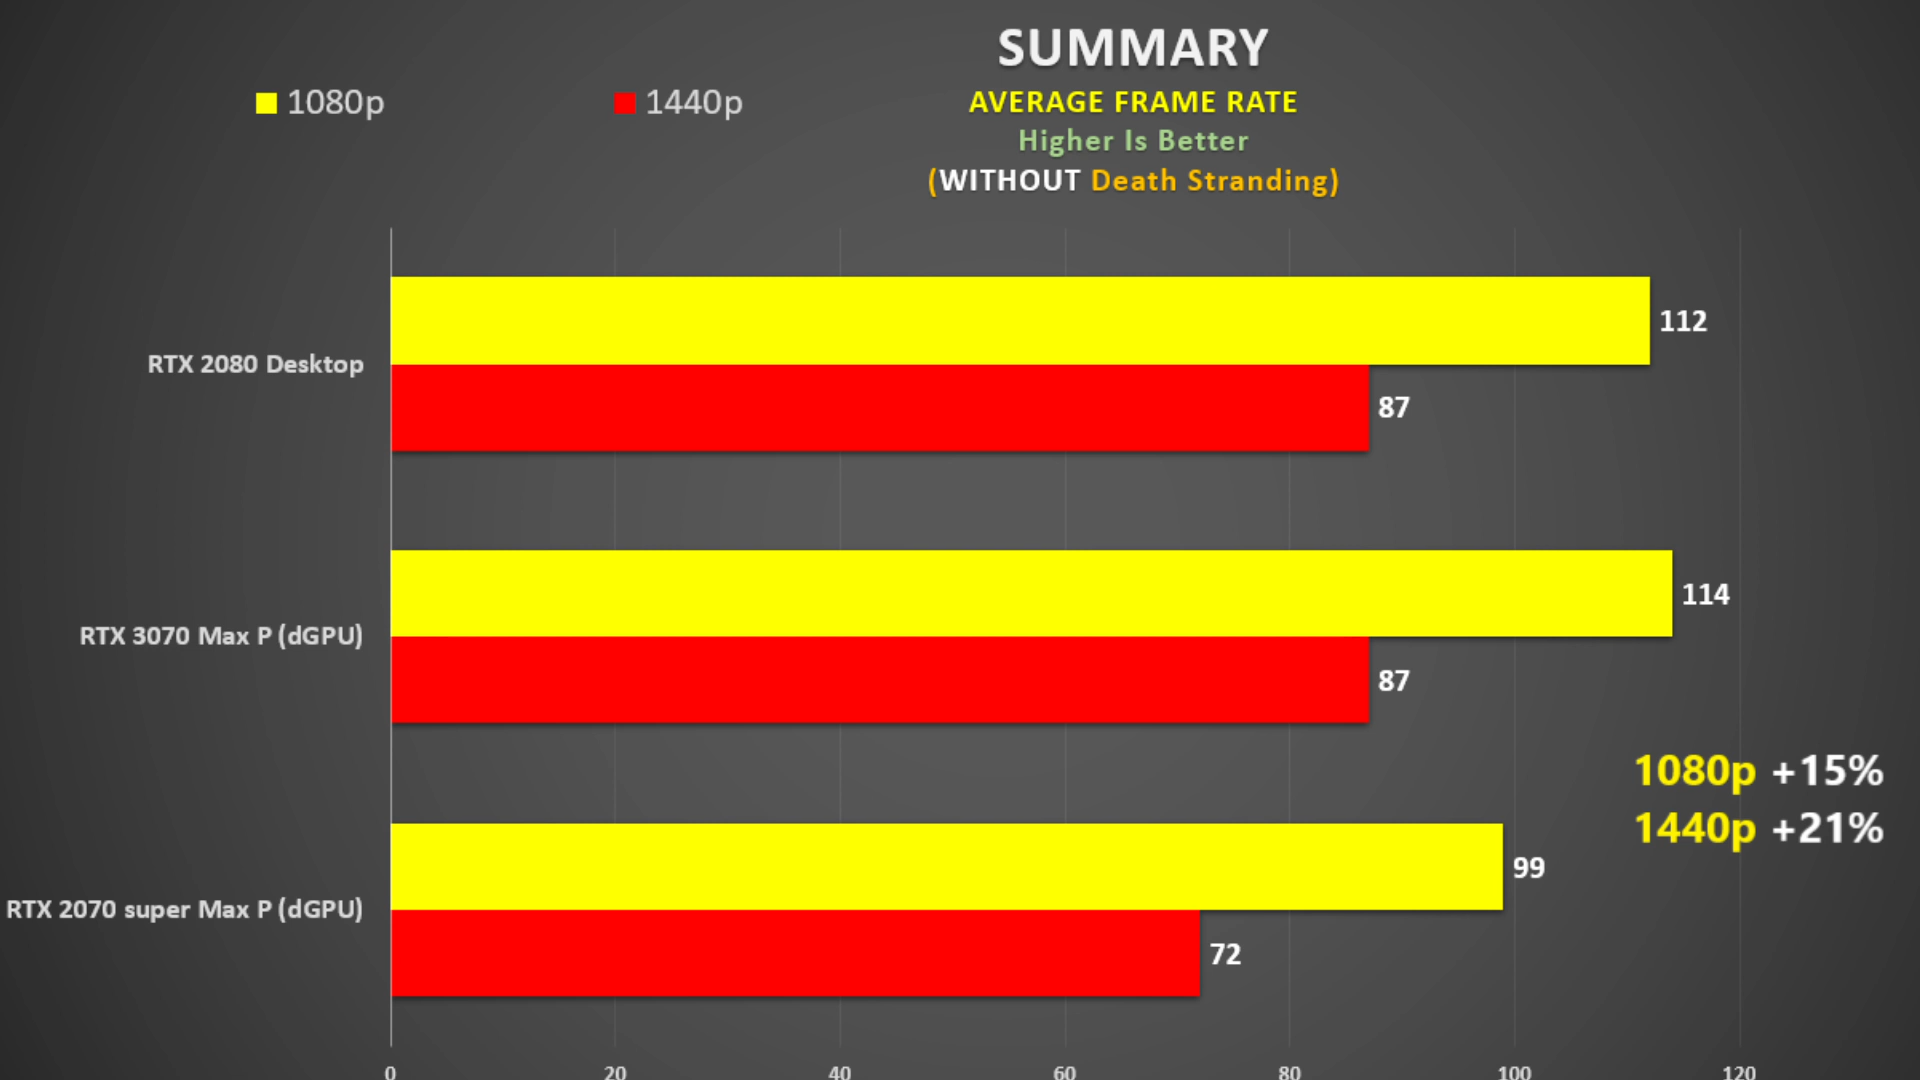 SUMMARY
AVERAGE FRAME RATE
Higher Is Better
(WITHOUT Death Stranding)
1080p
1440p
RTX 2080 Desktop
112
87
RTX 3070 Max P (dGPU)
114
87
1080p +15%
1440p +21%
RTX 2070 super Max P (dGPU)
99
72
0 20 40 60 80 100 120